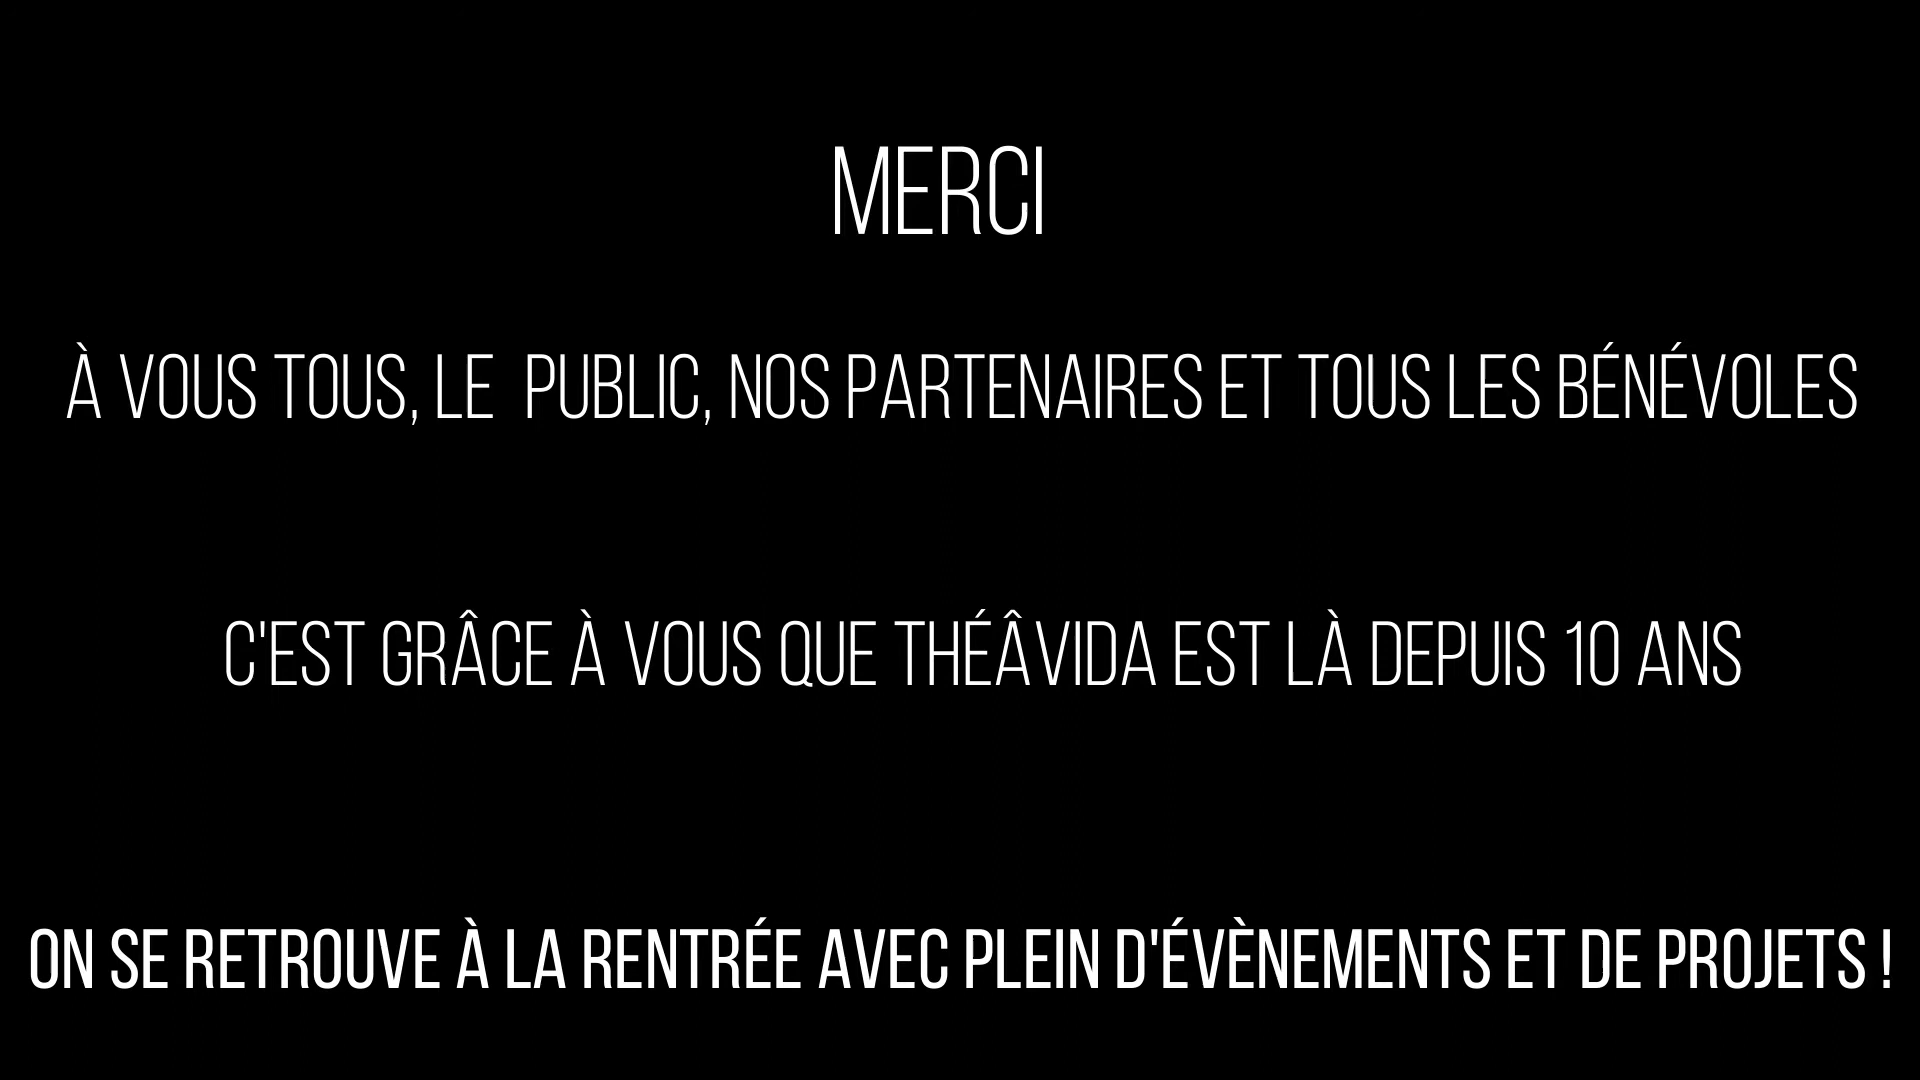 MERCI
À VOUS TOUS, LE  PUBLIC, NOS PARTENAIRES ET TOUS LES BÉNÉVOLES
C'EST GRÂCE À VOUS QUE THÉÂVIDA EST LÀ DEPUIS 10 ANS
ON SE RETROUVE À LA RENTRÉE AVEC PLEIN D'ÉVÈNEMENTS ET DE PROJETS !